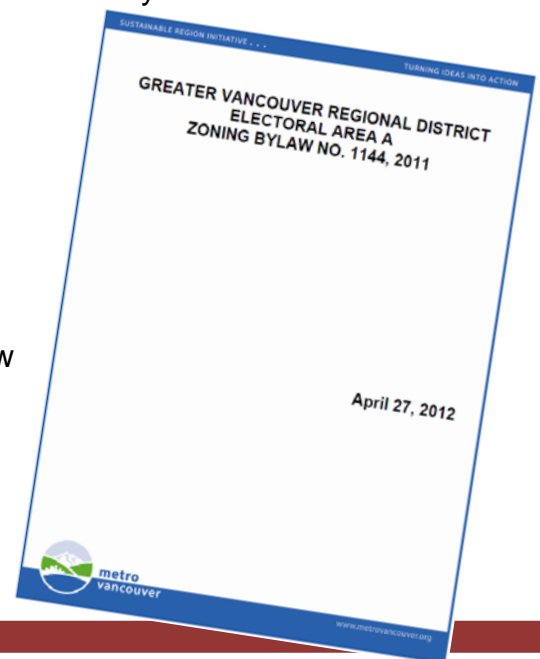 y
SUSTAINABLE REGION INITIATIVE . . .
TURNING IDEAS INTO ACTION
GREATER VANCOUVER REGIONAL DISTRICT
ELECTORAL AREA A
ZONING BYLAW NO. 1144, 2011
w
April 27, 2012
metro
vancouver
www.metrovancouver.org